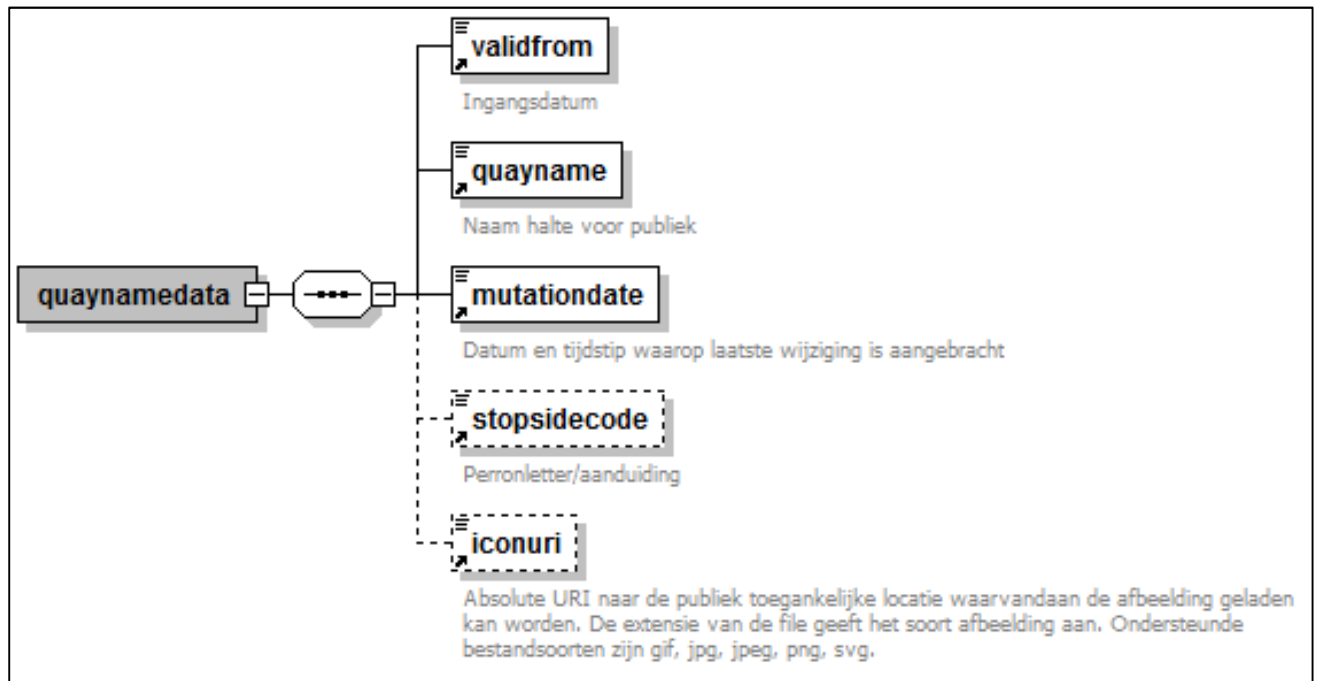 validfrom
Ingangsdatum
quayname
Naam halte voor publiek
quaynamedata
mutationdate
Datum en tijdstip waarop laatste wijziging is aangebracht
stopsidecode
Perronletter/aanduiding
iconuri
Absolute URI naar de publiek toegankelijke locatie waarvandaan de afbeelding geladen
kan worden. De extensie van de file geeft het soort afbeelding aan. Ondersteunde
bestandsoorten zijn gif, jpg, jpeg, png, svg.